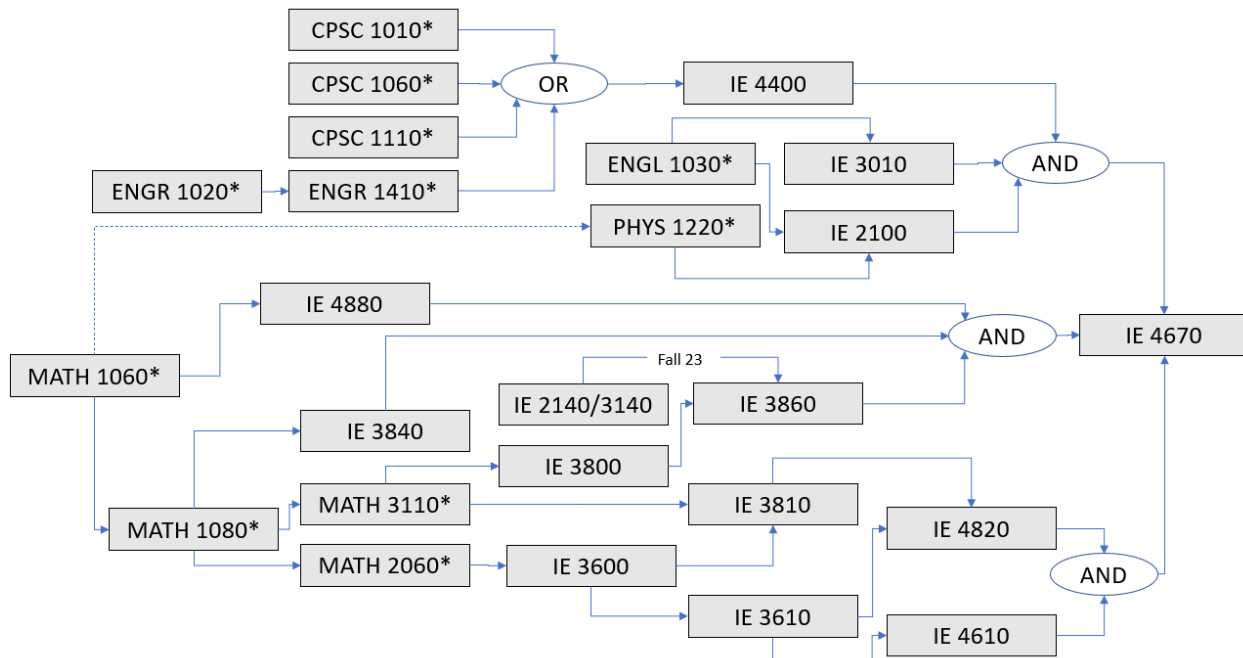 CPSC 1010*
CPSC 1060*
OR
IE 4400
CPSC 1110*
ENGL 1030*
IE 3010
AND
ENGR 1020*
ENGR 1410*
PHYS 1220*
IE 2100
IE 4880
AND
IE 4670
Fall 23
MATH 1060*
IE 2140/3140
IE 3860
IE 3840
IE 3800
MATH 3110*
IE 3810
MATH 1080*
IE 4820
MATH 2060*
IE 3600
AND
IE 3610
IE 4610